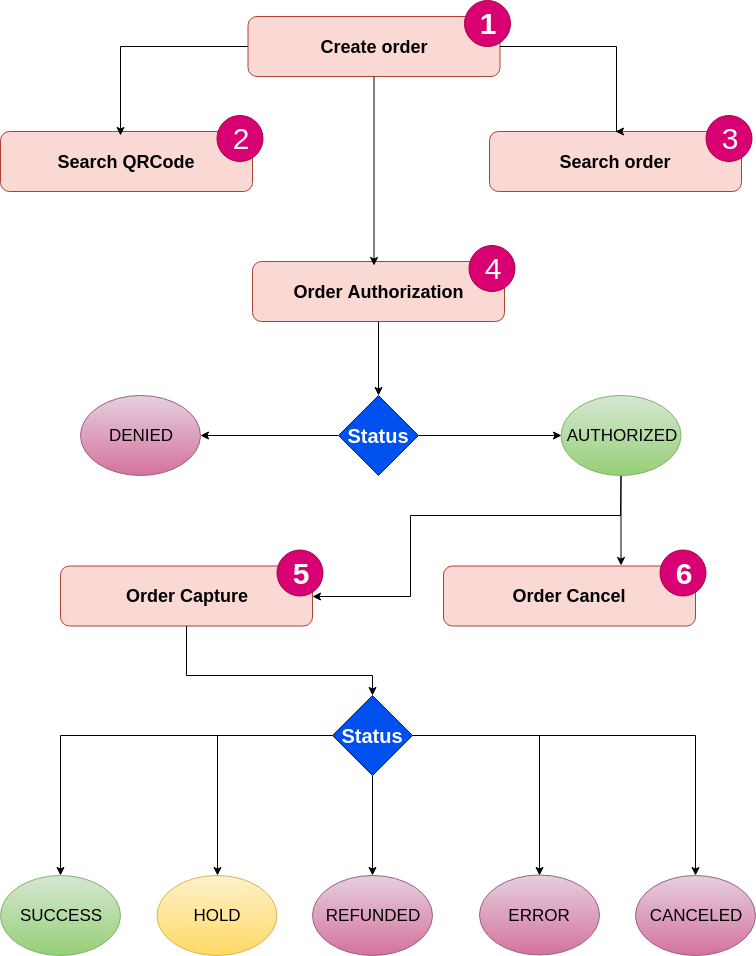 1
Create order
2
Search QRCode
3
Search order
4
Order Authorization
DENIED
Status
AUTHORIZED
5
Order Capture
6
Order Cancel
Status
SUCCESS
HOLD
REFUNDED
ERROR
CANCELED